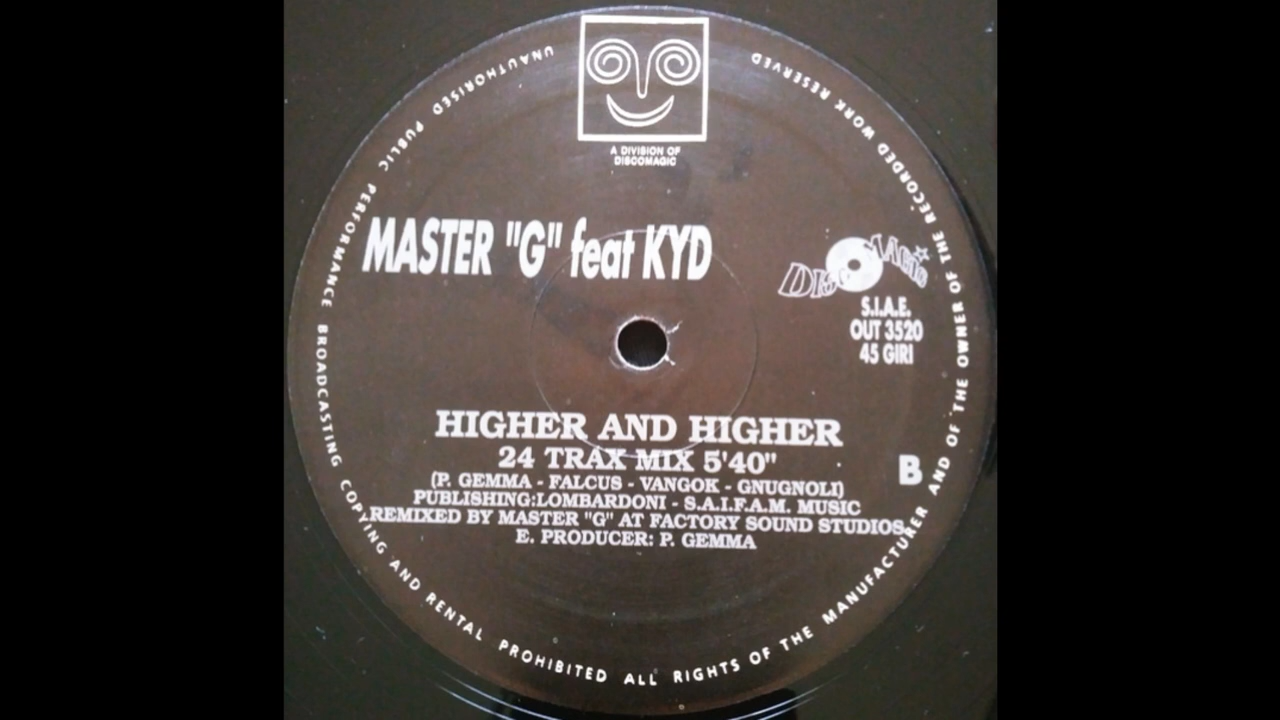 A DIVISION OF
DISCOMAGIC
MASTER "G" feat KYD
DISCOMAGIC
S.I.A.E.
OUT 3520
45 GIRI
HIGHER AND HIGHER
24 TRAX MIX 5'40"
B
(P. GEMMA - FALCUS - VANGOK - GNUGNOLI)
PUBLISHING:LOMBARDONI - S.A.I.F.A.M. MUSIC
REMIXED BY MASTER "G" AT FACTORY SOUND STUDIOS
E. PRODUCER: P. GEMMA
UNAUTHORISED PUBLIC PERFORMANCE BROADCASTING COPYING AND RENTAL PROHIBITED ALL RIGHTS OF THE MANUFACTURER AND OF THE OWNER OF THE RECORDED WORK RESERVED